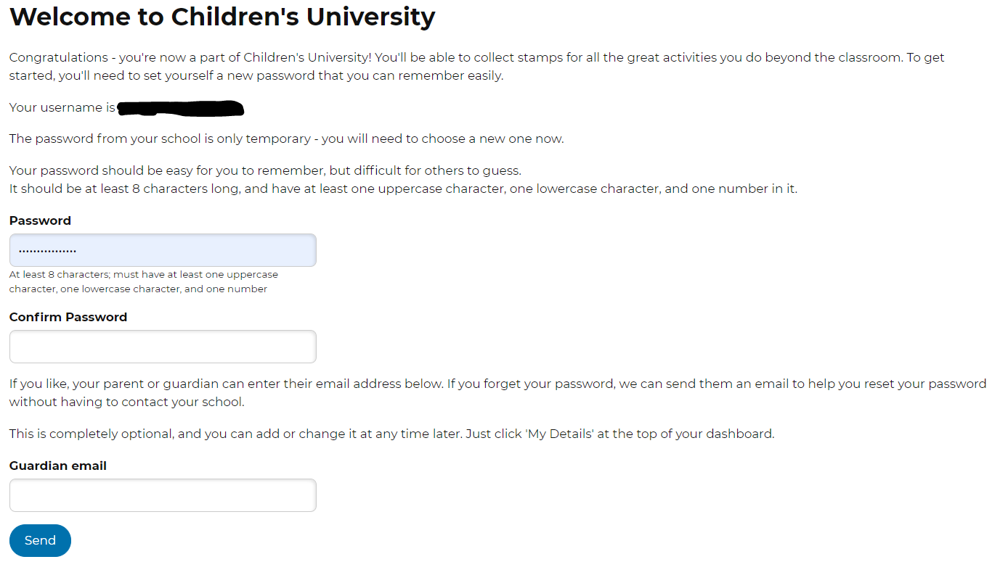 Welcome to Children's University
Congratulations - you're now a part of Children's University! You'll be able to collect stamps for all the great activities you do beyond the classroom. To get
started, you'll need to set yourself a new password that you can remember easily.
Your username is
The password from your school is only temporary - you will need to choose a new one now.
Your password should be easy for you to remember, but difficult for others to guess.
It should be at least 8 characters long, and have at least one uppercase character, one lowercase character, and one number in it.
Password
................
At least 8 characters; must have at least one uppercase
character, one lowercase character, and one number
Confirm Password
If you like, your parent or guardian can enter their email address below. If you forget your password, we can send them an email to help you reset your password
without having to contact your school.
This is completely optional, and you can add or change it at any time later. Just click 'My Details' at the top of your dashboard.
Guardian email
Send